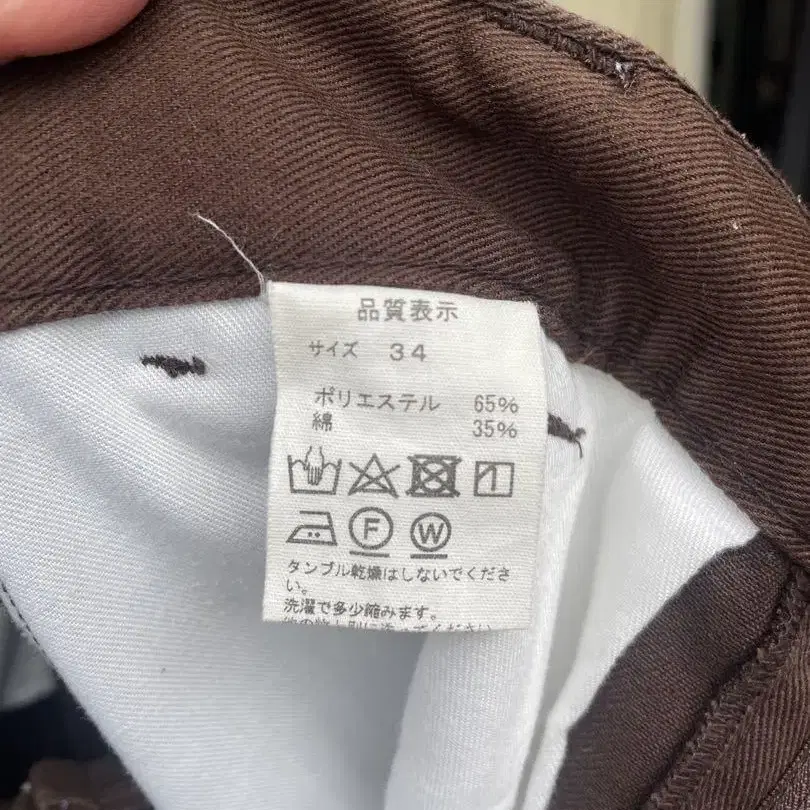 品質表示
サイズ 34
ポリエステル 65%
綿 35%
F W
タンブル乾燥はしないでくださ
い。
洗濯で多少縮みます。